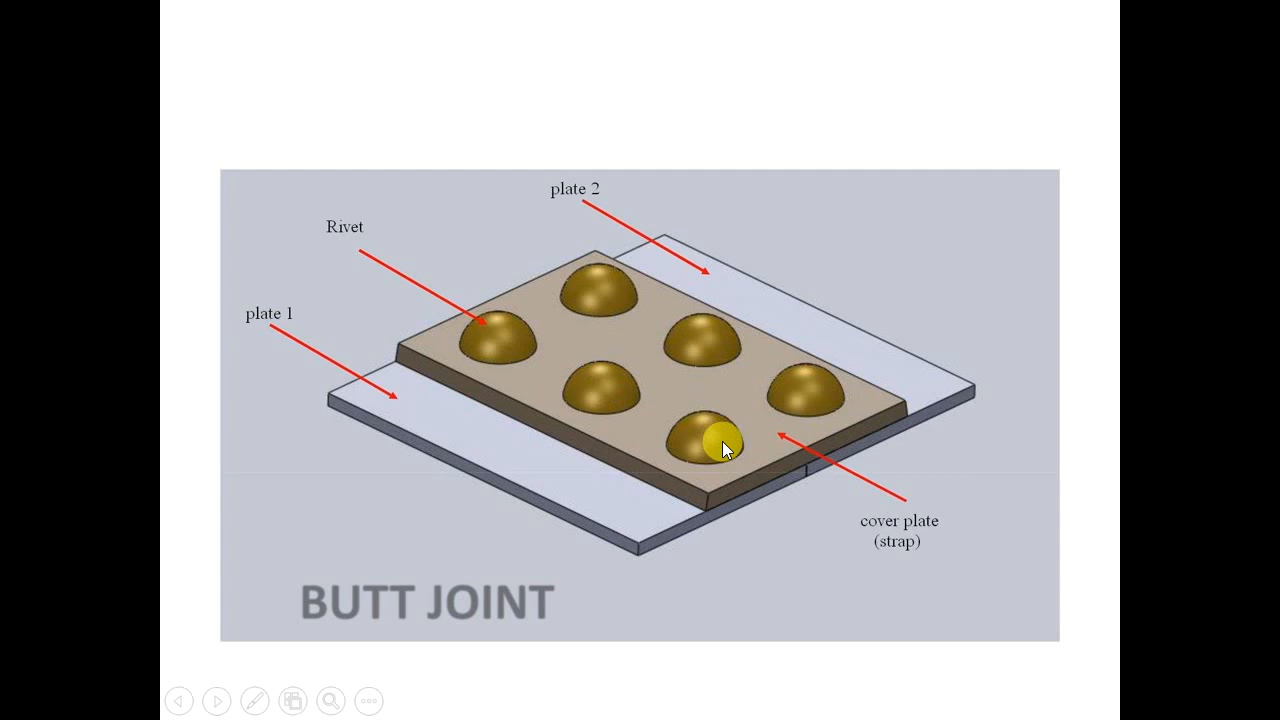 plate 2
Rivet
plate 1
cover plate
(strap)
BUTT JOINT